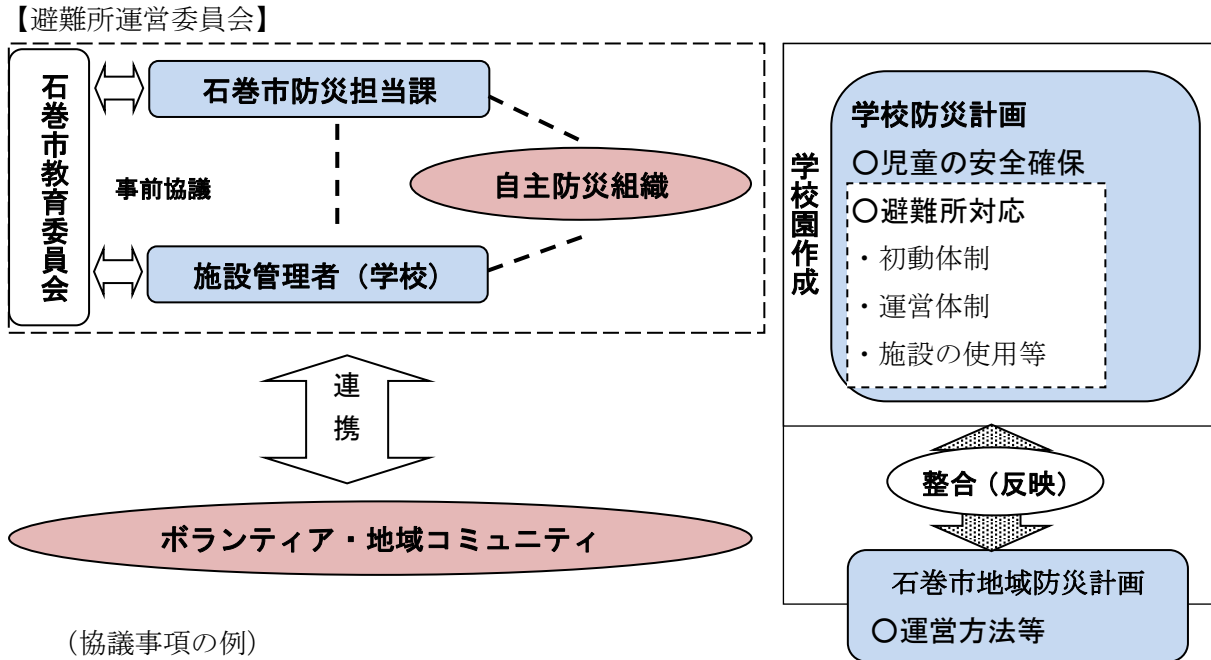 【避難所運営委員会】
石巻市教育委員会
石巻市防災担当課
事前協議
自主防災組織
施設管理者（学校）
連携
ボランティア・地域コミュニティ
（協議事項の例）
学校園作成
学校防災計画
〇児童の安全確保
〇避難所対応
・初動体制
・運営体制
・施設の使用等
整合（反映）
石巻市地域防災計画
〇運営方法等